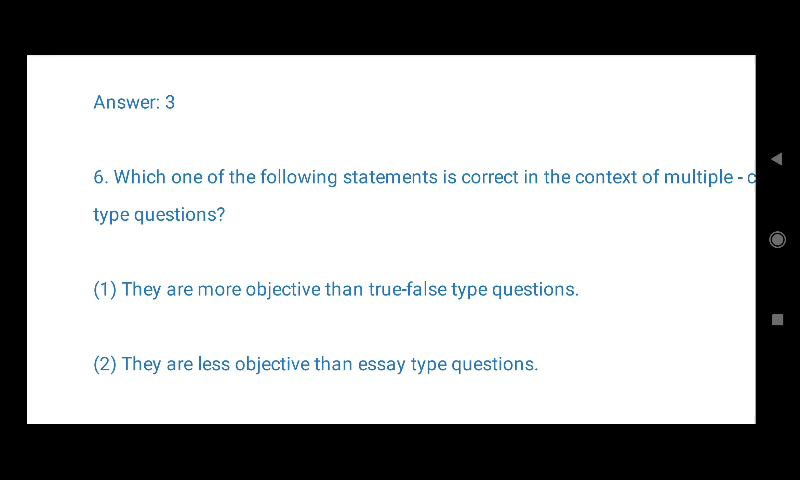 Answer: 3
6. Which one of the following statements is correct in the context of multiple - c
type questions?
(1) They are more objective than true-false type questions.
(2) They are less objective than essay type questions.